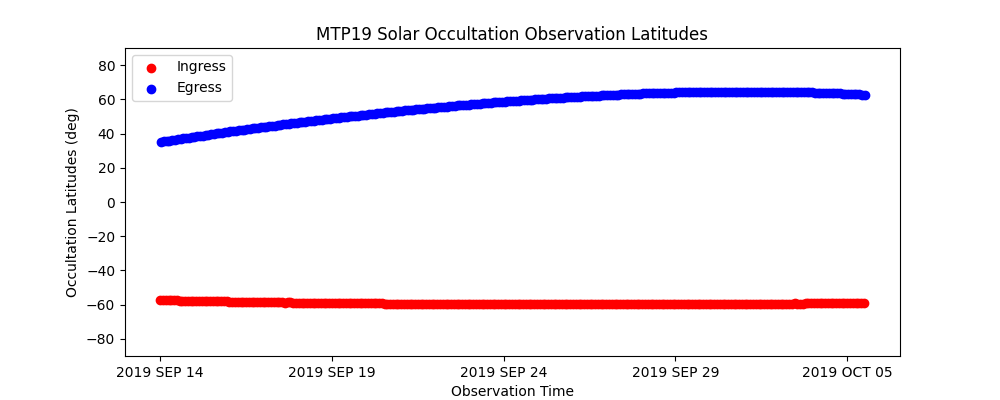 MTP19 Solar Occultation Observation Latitudes
Ingress
Egress
Occultation Latitudes (deg)
80
60
40
20
0
−20
−40
−60
−80
2019 SEP 14 2019 SEP 19 2019 SEP 24 2019 SEP 29 2019 OCT 05
Observation Time